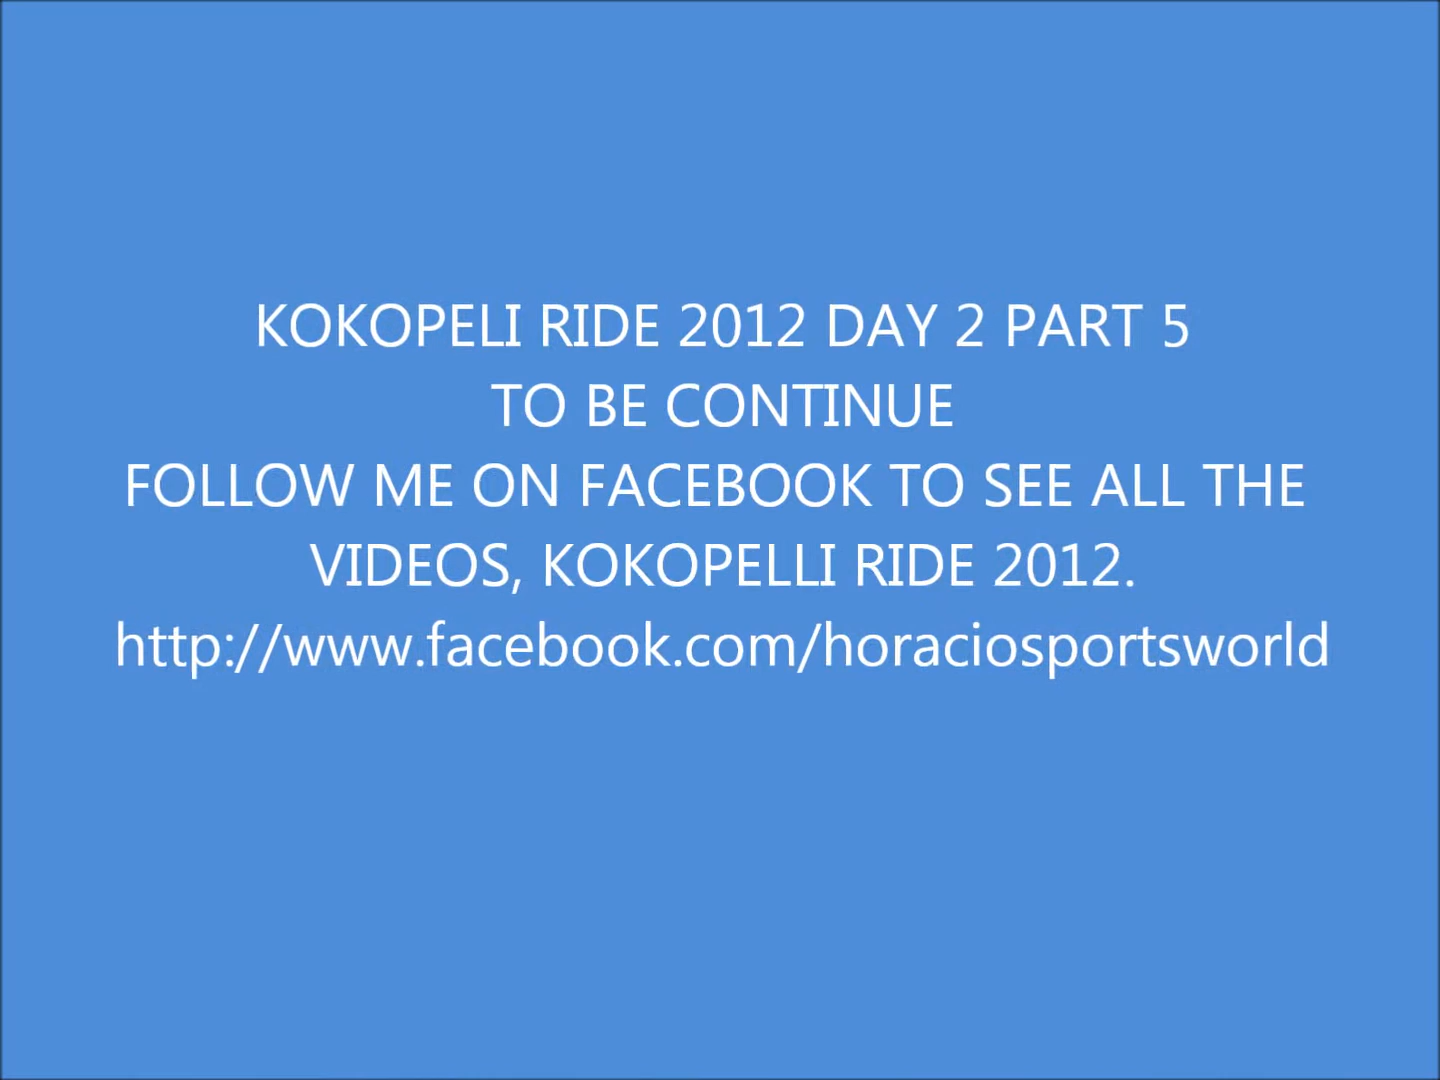 KOKOPELI RIDE 2012 DAY 2 PART 5
TO BE CONTINUE
FOLLOW ME ON FACEBOOK TO SEE ALL THE
VIDEOS, KOKOPELLI RIDE 2012.
http://www.facebook.com/horaciosportsworld